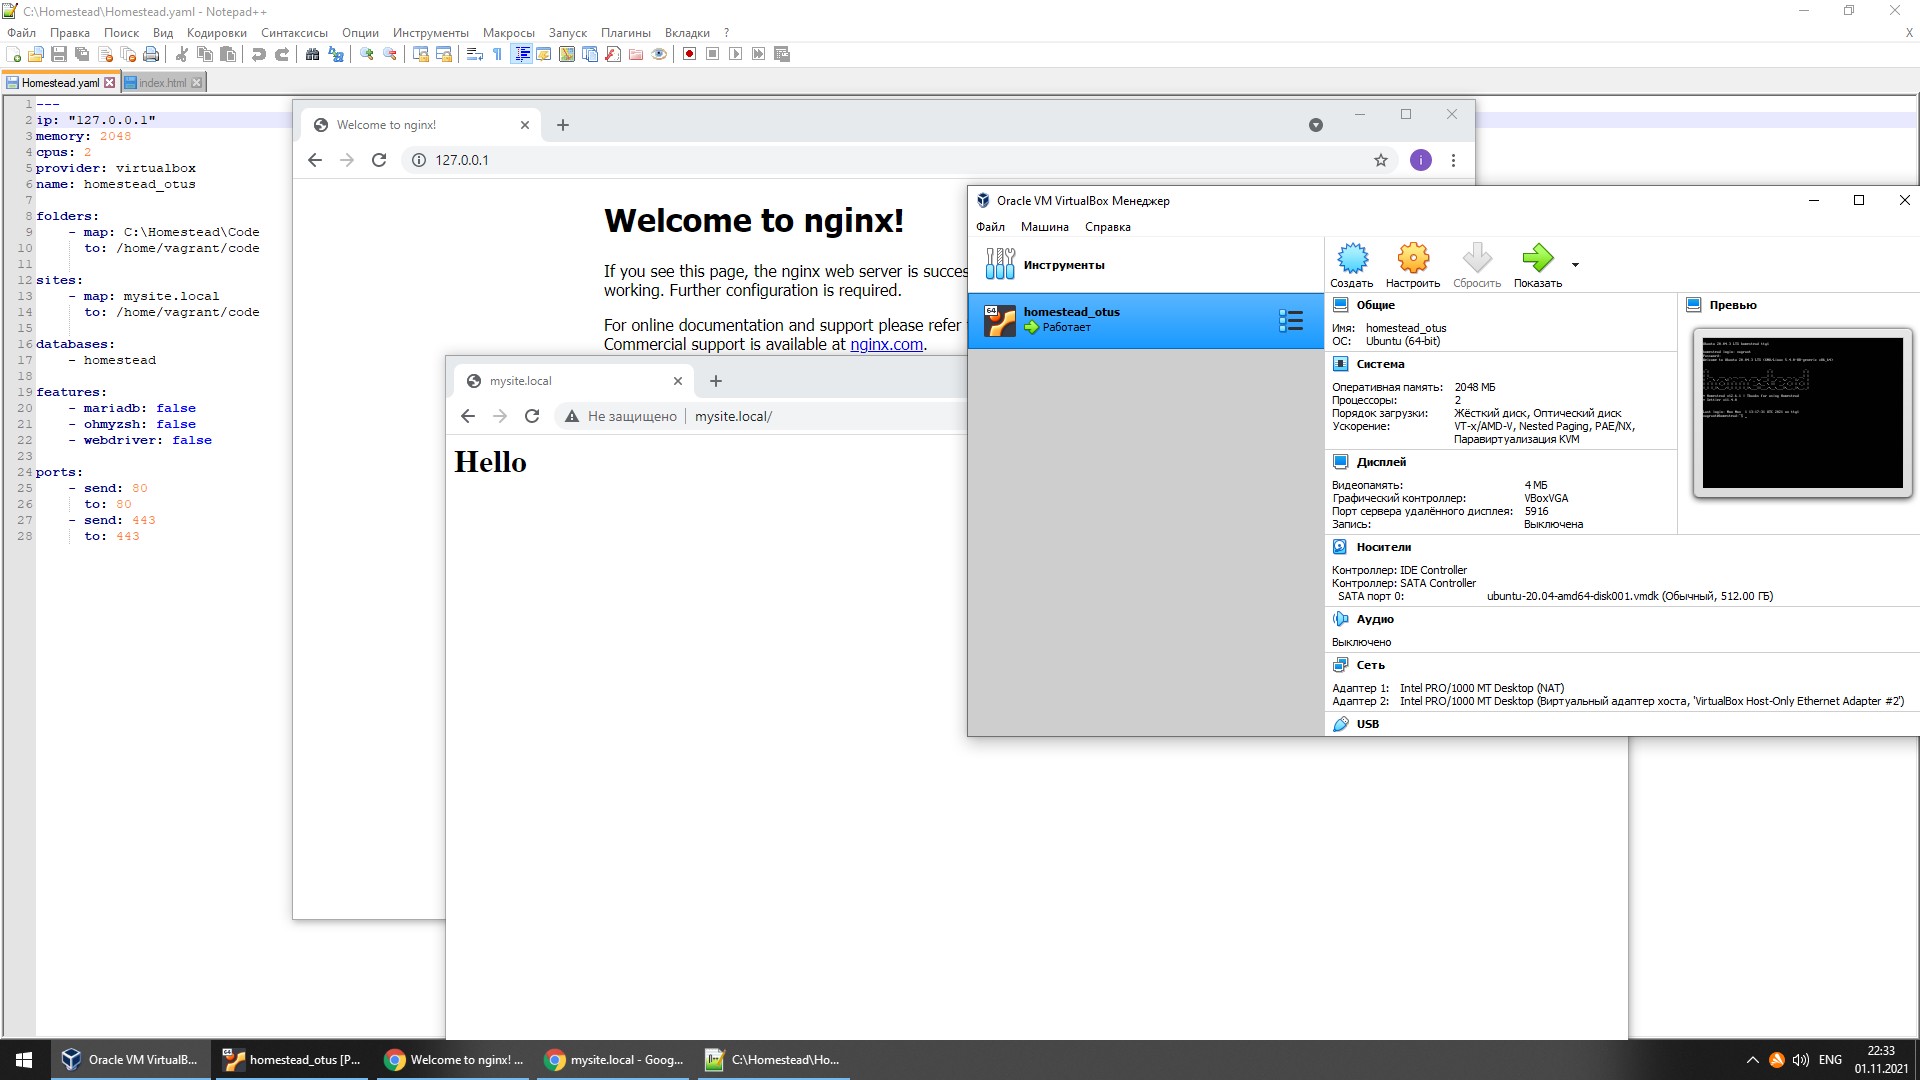 C:\Homestead\Homestead.yaml - Notepad++
Файл Правка Поиск Вид Кодировки Синтаксисы Опции Инструменты Макросы Запуск Плагины Вкладки ? X
Homestead.yaml index.html
1 ---
2 ip: "127.0.0.1"
3 memory: 2048
4 cpus: 2
5 provider: virtualbox
6 name: homestead_otus
7
8 folders:
9 - map: C:\Homestead\Code
10 to: /home/vagrant/code
11
12 sites:
13 - map: mysite.local
14 to: /home/vagrant/code
15
16 databases:
17 - homestead
18
19 features:
20 - mariadb: false
21 - ohmyzsh: false
22 - webdriver: false
23
24 ports:
25 - send: 80
26 to: 80
27 - send: 443
28 to: 443
Welcome to nginx!
127.0.0.1
i
Welcome to nginx!
If you see this page, the nginx web server is succes
working. Further configuration is required.
For online documentation and support please refer
Commercial support is available at nginx.com.
mysite.local
Не защищено mysite.local/
Hello
Oracle VM VirtualBox Менеджер
Файл Машина Справка
Инструменты
64
homestead_otus
Работает
Создать Настроить Сбросить Показать
Общие
Имя: homestead_otus
ОС: Ubuntu (64-bit)
Система
Оперативная память: 2048 МБ
Процессоры: 2
Порядок загрузки: Жёсткий диск, Оптический диск
Ускорение: VT-x/AMD-V, Nested Paging, PAE/NX,
Паравиртуализация KVM
Дисплей
Видеопамять: 4 МБ
Графический контроллер: VBoxVGA
Порт сервера удалённого дисплея: 5916
Запись: Выключена
Носители
Контроллер: IDE Controller
Контроллер: SATA Controller
SATA порт 0: ubuntu-20.04-amd64-disk001.vmdk (Обычный, 512.00 ГБ)
Аудио
Выключено
Сеть
Адаптер 1: Intel PRO/1000 MT Desktop (NAT)
Адаптер 2: Intel PRO/1000 MT Desktop (Виртуальный адаптер хоста, 'VirtualBox Host-Only Ethernet Adapter #2')
USB
Превью
Oracle VM VirtualB... homestead_otus [P... Welcome to nginx! ... mysite.local - Goog... C:\Homestead\Ho...
ENG
22:33
01.11.2021